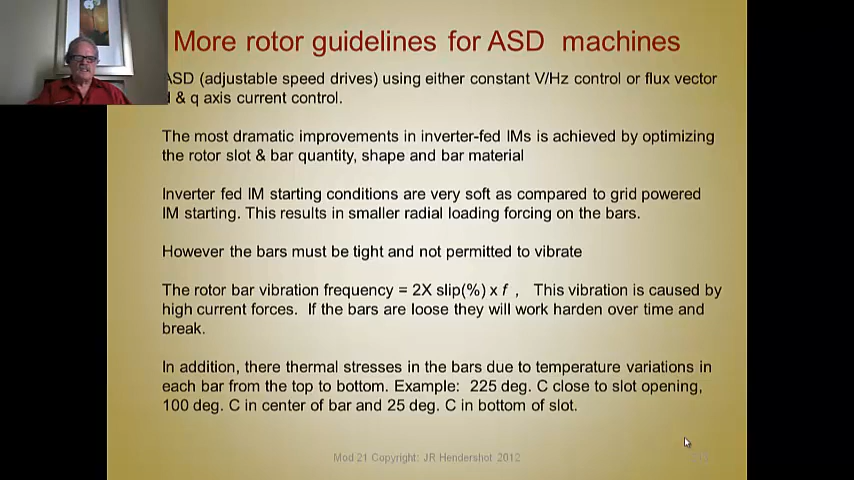 More rotor guidelines for ASD machines
ASD (adjustable speed drives) using either constant V/Hz control or flux vector
& q axis current control.
The most dramatic improvements in inverter-fed IMs is achieved by optimizing
the rotor slot & bar quantity, shape and bar material
Inverter fed IM starting conditions are very soft as compared to grid powered
IM starting. This results in smaller radial loading forcing on the bars.
However the bars must be tight and not permitted to vibrate
The rotor bar vibration frequency = 2X slip(%) x f , This vibration is caused by
high current forces. If the bars are loose they will work harden over time and
break.
In addition, there thermal stresses in the bars due to temperature variations in
each bar from the top to bottom. Example: 225 deg. C close to slot opening,
100 deg. C in center of bar and 25 deg. C in bottom of slot.
Mod 21 Copyright: JR Hendershot 2012